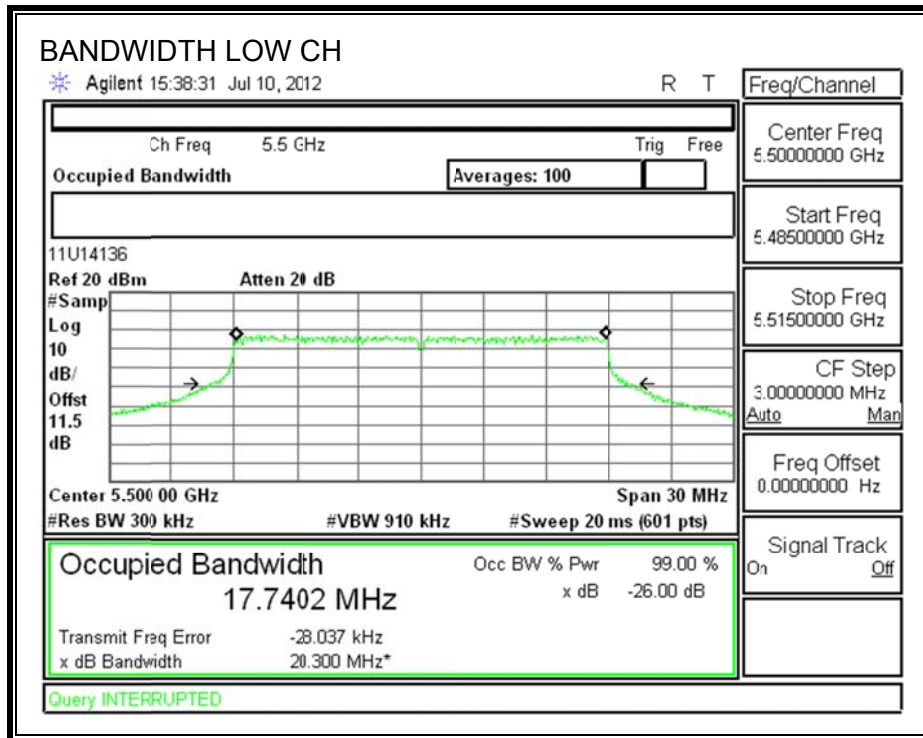 BANDWIDTH LOW CH
Agilent 15:38:31 Jul 10, 2012 R T
Freq/Channel
Ch Freq 5.5 GHz Trig Free
Occupied Bandwidth Averages: 100
11U14136
Ref 20 dBm Atten 20 dB
#Samp
Log
10
dB/
Offst
11.5
dB
Center 5.500 00 GHz Span 30 MHz
#Res BW 300 kHz #VBW 910 kHz #Sweep 20 ms (601 pts)
Occupied Bandwidth
17.7402 MHz
Occ BW % Pwr 99.00 %
x dB -26.00 dB
Transmit Freq Error -28.037 kHz
x dB Bandwidth 20.300 MHz*
Query INTERRUPTED
Center Freq
5.50000000 GHz
Start Freq
5.48500000 GHz
Stop Freq
5.51500000 GHz
CF Step
3.00000000 MHz
Auto Man
Freq Offset
0.00000000 Hz
Signal Track
On Off